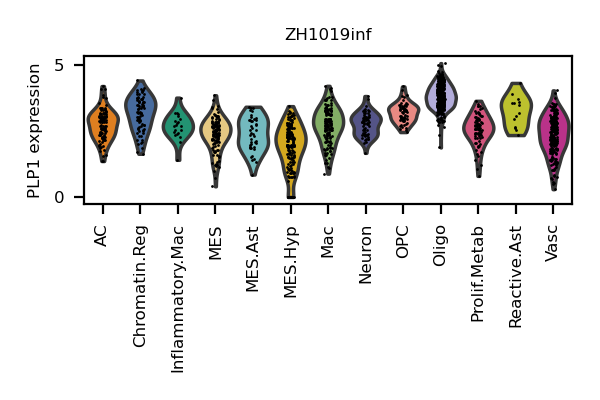 ZH1019inf
PLP1 expression
5
0
AC
Chromatin.Reg
Inflammatory.Mac
MES
MES.Ast
MES.Hyp
Mac
Neuron
OPC
Oligo
Prolif.Metab
Reactive.Ast
Vasc